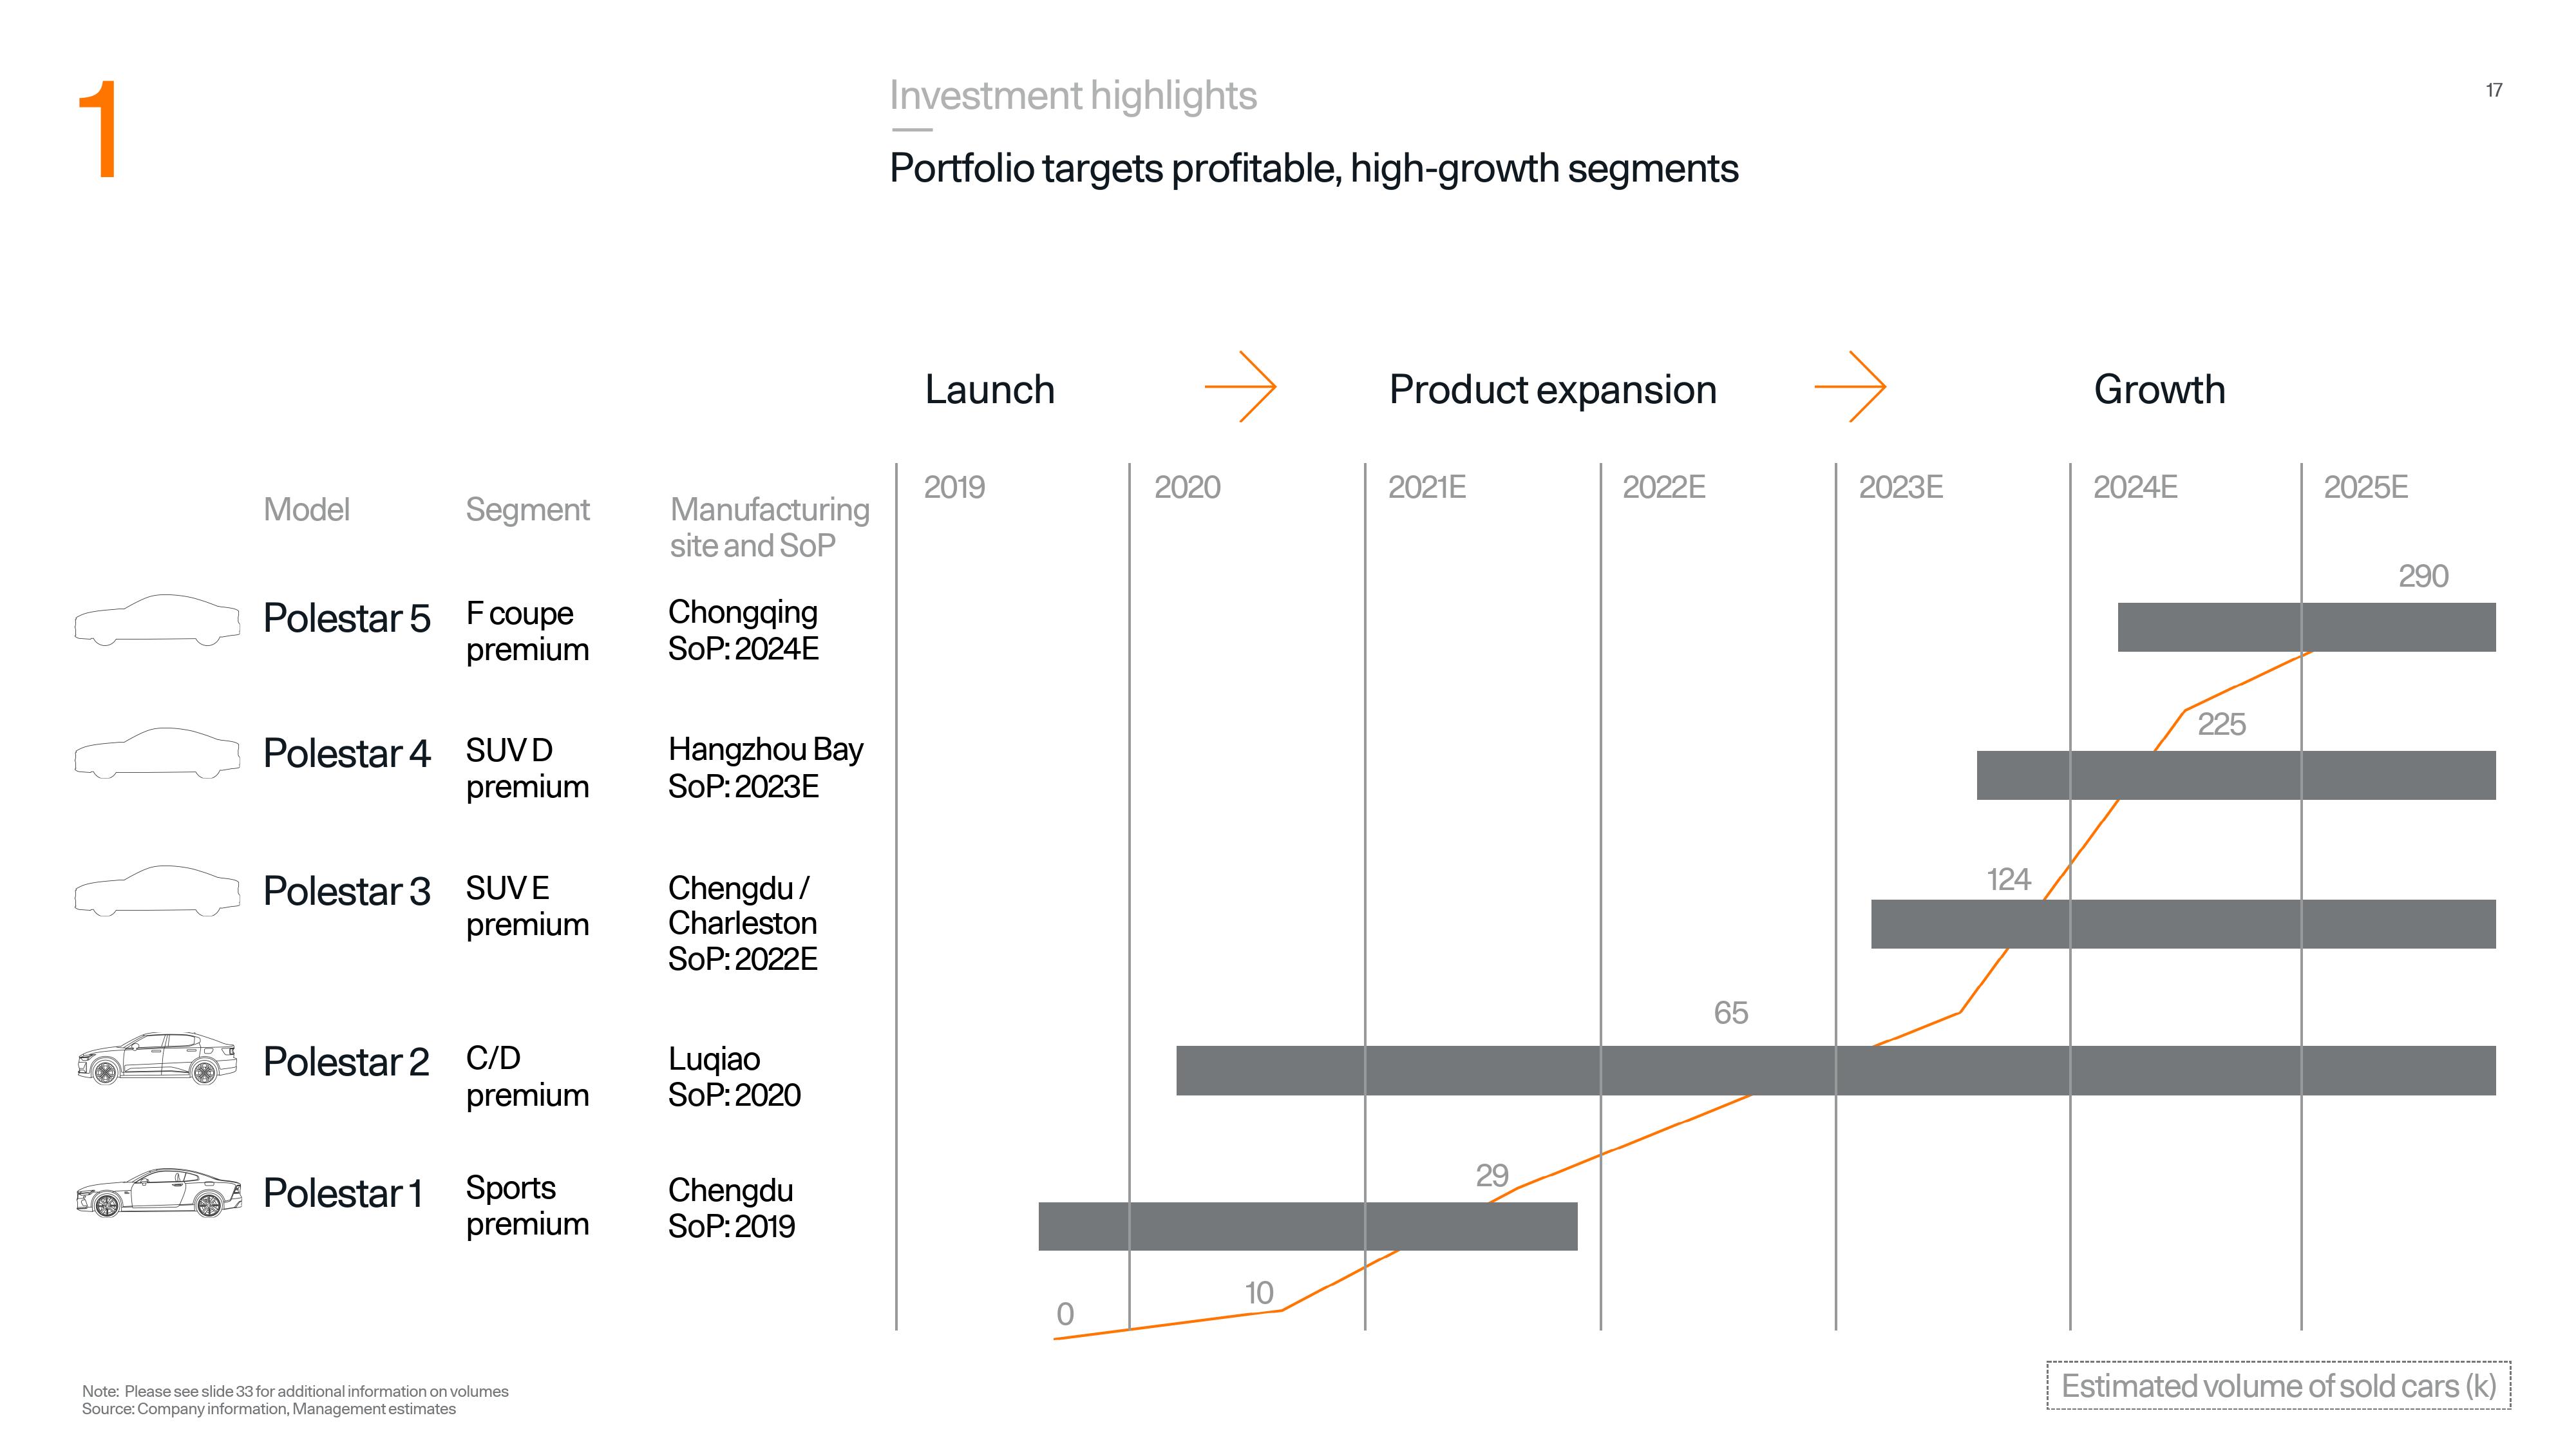 1
Investment highlights
17
Portfolio targets profitable, high-growth segments
Launch
Product expansion
Growth
2019
2020
2021E
2022E
2023E
2024E
2025E
Model
Segment
Manufacturing
site and SoP
290
Polestar 5
F coupe
premium
Chongqing
SoP: 2024E
225
Polestar 4
SUV D
premium
Hangzhou Bay
SoP: 2023E
124
Polestar 3
SUV E
premium
Chengdu /
Charleston
SoP: 2022E
65
Polestar 2
C/D
premium
Luqiao
SoP: 2020
29
Polestar 1
Sports
premium
Chengdu
SoP: 2019
10
0
Estimated volume of sold cars (k)
Note: Please see slide 33 for additional information on volumes
Source: Company information, Management estimates